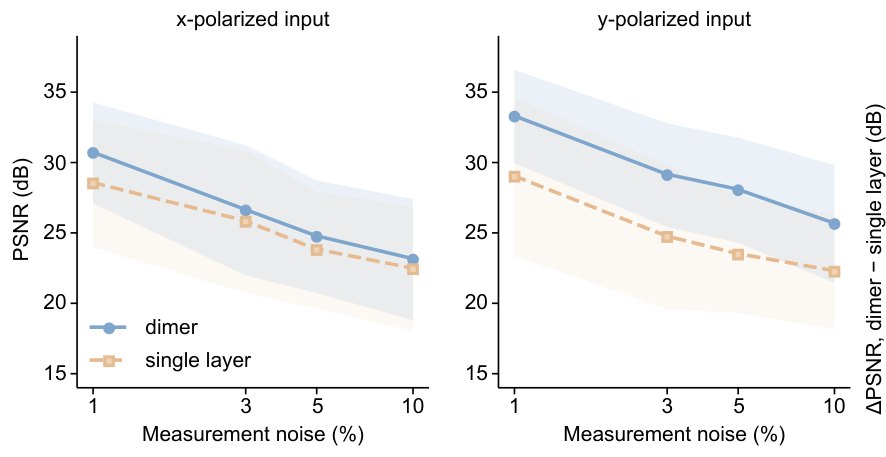 x-polarized input
y-polarized input
PSNR (dB)
35
30
25
20
15
dimer
single layer
1
3
5
10
Measurement noise (%)
35
30
25
20
15
1
3
5
10
Measurement noise (%)
ΔPSNR, dimer − single layer (dB)